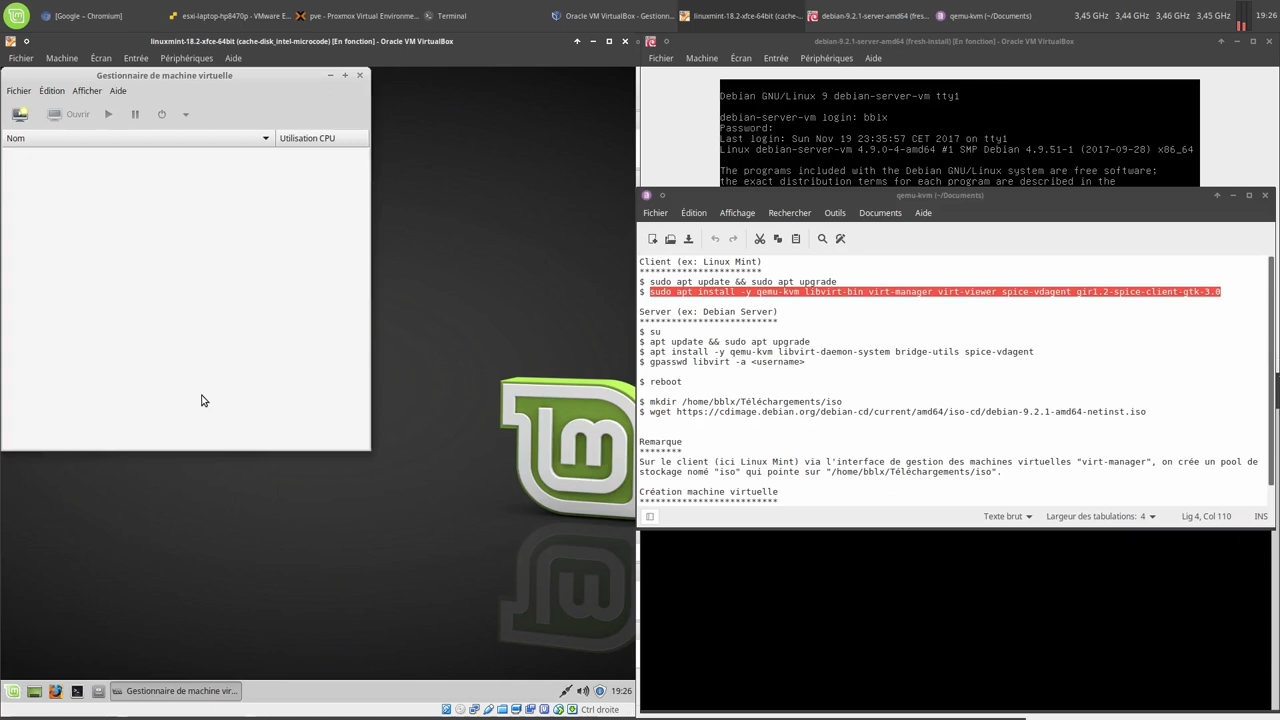 [Google – Chromium]
esxi-laptop-hp8470p - VMware E...
pve - Proxmox Virtual Environme...
Terminal
Oracle VM VirtualBox - Gestionn...
linuxmint-18.2-xfce-64bit (cache-...
debian-9.2.1-server-amd64 (fres...
qemu-kvm (~/Documents)
3,45 GHz 3,44 GHz 3,46 GHz 3,45 GHz
19:26
linuxmint-18.2-xfce-64bit (cache-disk_intel-microcode) [En fonction] - Oracle VM VirtualBox
Fichier Machine Écran Entrée Périphériques Aide
Gestionnaire de machine virtuelle
Fichier Édition Afficher Aide
Ouvrir
Nom
Utilisation CPU
Gestionnaire de machine vir...
19:26
Ctrl droite
debian-9.2.1-server-amd64 (fresh-install) [En fonction] - Oracle VM VirtualBox
Fichier Machine Écran Entrée Périphériques Aide
Debian GNU/Linux 9 debian-server-vm tty1
debian-server-vm login: bblx
Password:
Last login: Sun Nov 19 23:35:57 CET 2017 on tty1
Linux debian-server-vm 4.9.0-4-amd64 #1 SMP Debian 4.9.51-1 (2017-09-28) x86_64
The programs included with the Debian GNU/Linux system are free software;
the exact distribution terms for each program are described in the
qemu-kvm (~/Documents)
Fichier Édition Affichage Rechercher Outils Documents Aide
Client (ex: Linux Mint)
***********************
$ sudo apt update && sudo apt upgrade
$ sudo apt install -y qemu-kvm libvirt-bin virt-manager virt-viewer spice-vdagent gir1.2-spice-client-gtk-3.0
Server (ex: Debian Server)
**************************
$ su
$ apt update && sudo apt upgrade
$ apt install -y qemu-kvm libvirt-daemon-system bridge-utils spice-vdagent
$ gpasswd libvirt -a <username>
$ reboot
$ mkdir /home/bblx/Téléchargements/iso
$ wget https://cdimage.debian.org/debian-cd/current/amd64/iso-cd/debian-9.2.1-amd64-netinst.iso
Remarque
********
Sur le client (ici Linux Mint) via l'interface de gestion des machines virtuelles "virt-manager", on crée un pool de
stockage nomé "iso" qui pointe sur "/home/bblx/Téléchargements/iso".
Création machine virtuelle
**************************
Texte brut
Largeur des tabulations: 4
Lig 4, Col 110
INS